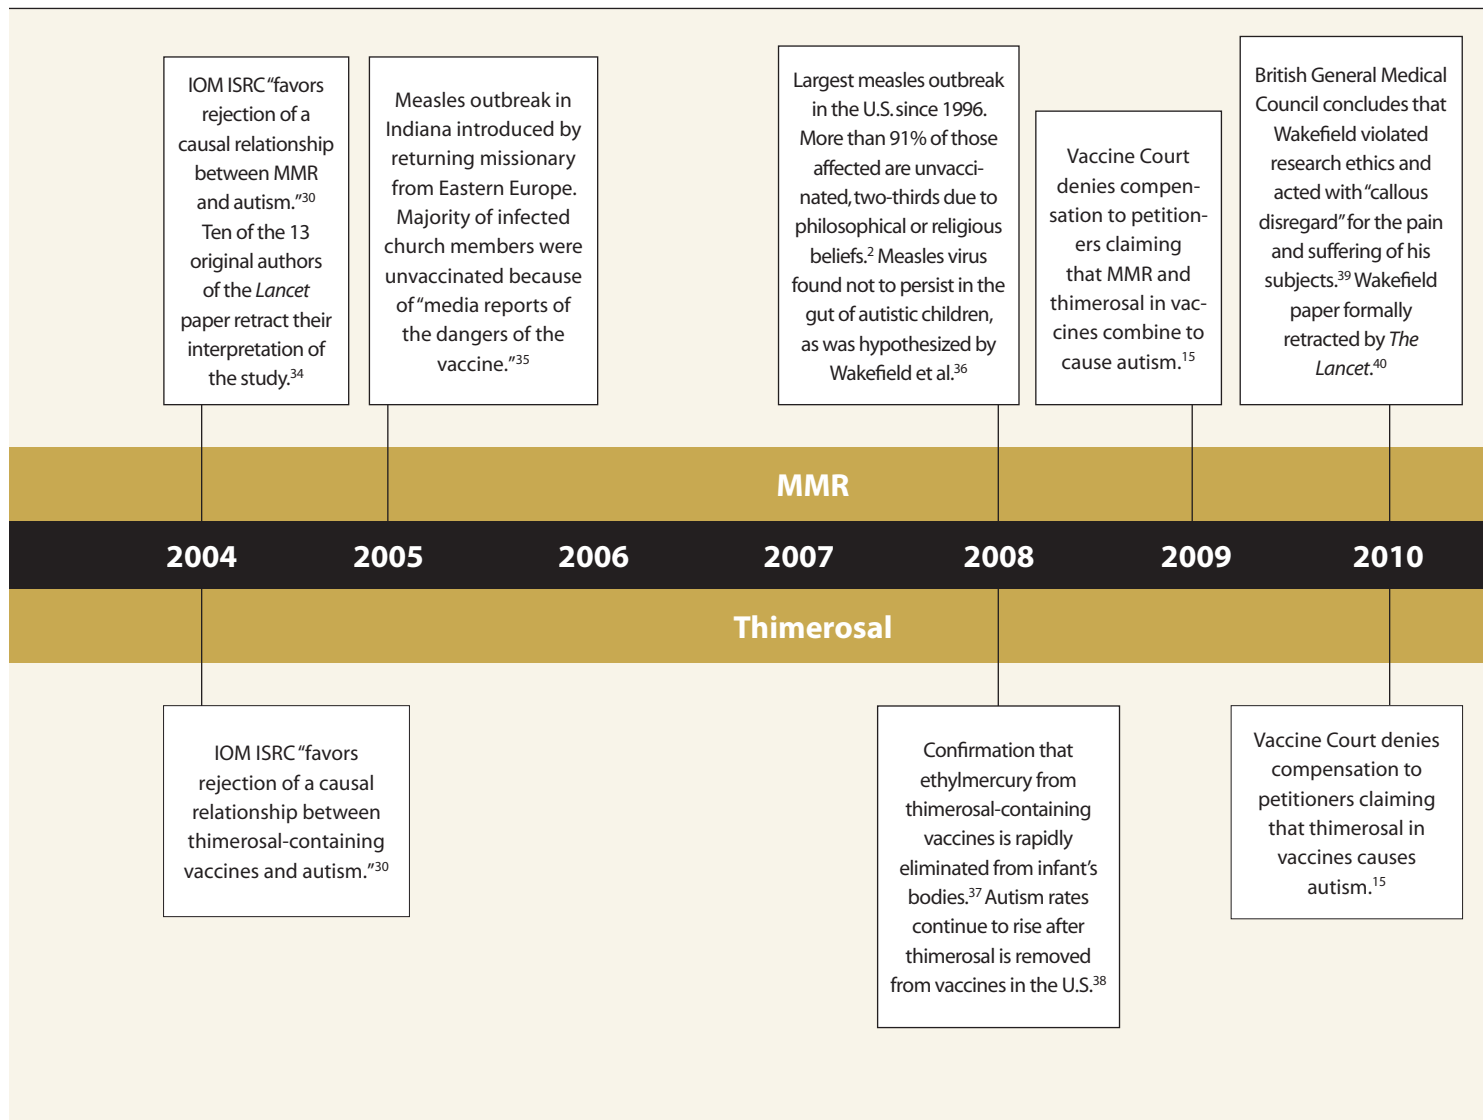 IOM ISRC “favors
rejection of a
causal relationship
between MMR
and autism.”30
Ten of the 13
original authors
of the Lancet
paper retract their
interpretation of
the study.34
Measles outbreak in
Indiana introduced by
returning missionary
from Eastern Europe.
Majority of infected
church members were
unvaccinated because
of “media reports of
the dangers of the
vaccine.”35
Largest measles outbreak
in the U.S. since 1996.
More than 91% of those
affected are unvacci-
nated, two-thirds due to
philosophical or religious
beliefs.2 Measles virus
found not to persist in the
gut of autistic children,
as was hypothesized by
Wakefield et al.36
Vaccine Court
denies compen-
sation to petition-
ers claiming
that MMR and
thimerosal in vac-
cines combine to
cause autism.15
British General Medical
Council concludes that
Wakefield violated
research ethics and
acted with “callous
disregard” for the pain
and suffering of his
subjects.39 Wakefield
paper formally
retracted by The
Lancet.40
MMR
2004 2005 2006 2007 2008 2009 2010
Thimerosal
IOM ISRC “favors
rejection of a causal
relationship between
thimerosal-containing
vaccines and autism.”30
Confirmation that
ethylmercury from
thimerosal-containing
vaccines is rapidly
eliminated from infant’s
bodies.37 Autism rates
continue to rise after
thimerosal is removed
from vaccines in the U.S.38
Vaccine Court denies
compensation to
petitioners claiming
that thimerosal in
vaccines causes
autism.15